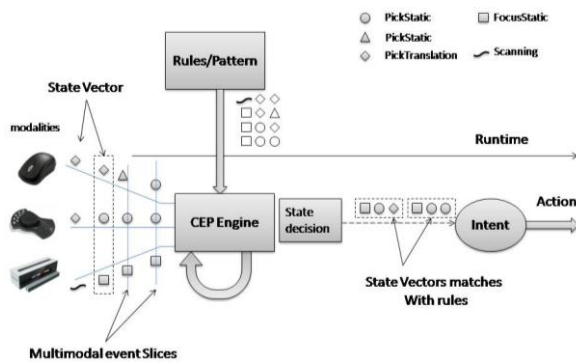 PickStatic
FocusStatic
PickStatic
PickTranslation
Scanning
Rules/Pattern
State Vector
modalities
Runtime
CEP Engine
State
decision
Intent
Action
State Vectors matches
With rules
Multimodal event Slices